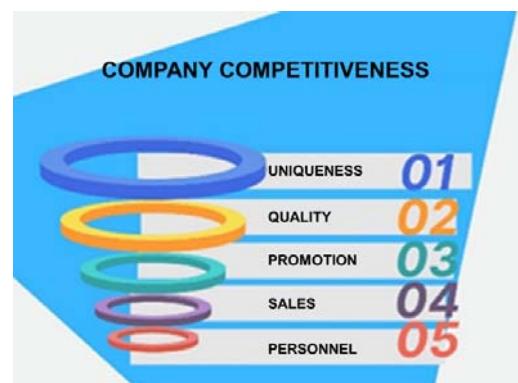 COMPANY COMPETITIVENESS
UNIQUENESS 01
QUALITY 02
PROMOTION 03
SALES 04
PERSONNEL 05